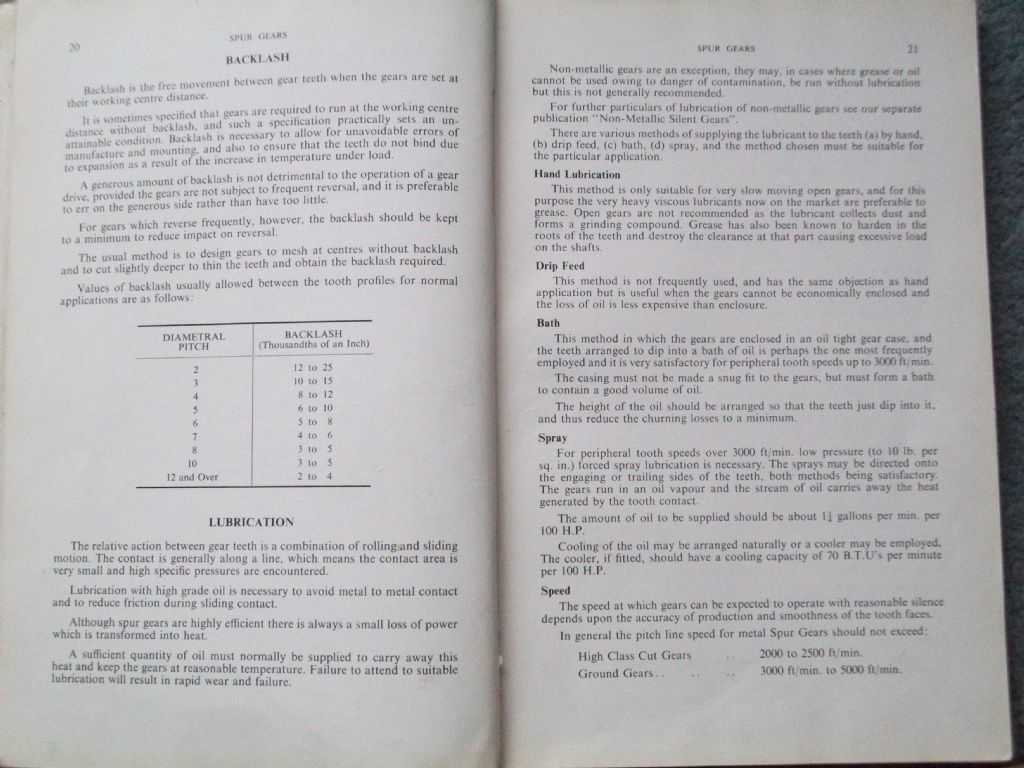 20
SPUR GEARS
BACKLASH
Backlash is the free movement between gear teeth when the gears are set at
their working centre distance.
It is sometimes specified that gears are required to run at the working centre
distance without backlash, and such a specification practically sets an un-
attainable condition. Backlash is necessary to allow for unavoidable errors of
manufacture and mounting, and also to ensure that the teeth do not bind due
to expansion as a result of the increase in temperature under load.
A generous amount of backlash is not detrimental to the operation of a gear
drive, provided the gears are not subject to frequent reversal, and it is preferable
to err on the generous side rather than have too little.
For gears which reverse frequently, however, the backlash should be kept
to a minimum to reduce impact on reversal.
The usual method is to design gears to mesh at centres without backlash
and to cut slightly deeper to thin the teeth and obtain the backlash required.
Values of backlash usually allowed between the tooth profiles for normal
applications are as follows:
DIAMETRAL PITCH BACKLASH (Thousandths of an Inch)
2 12 to 25
3 10 to 15
4 8 to 12
5 6 to 10
6 5 to 8
7 4 to 6
8 3 to 5
10 3 to 5
12 and Over 2 to 4
LUBRICATION
The relative action between gear teeth is a combination of rolling and sliding
motion. The contact is generally along a line, which means the contact area is
very small and high specific pressures are encountered.
Lubrication with high grade oil is necessary to avoid metal to metal contact
and to reduce friction during sliding contact.
Although spur gears are highly efficient there is always a small loss of power
which is transformed into heat.
A sufficient quantity of oil must normally be supplied to carry away this
heat and keep the gears at reasonable temperature. Failure to attend to suitable
lubrication will result in rapid wear and failure.
SPUR GEARS
21
Non-metallic gears are an exception, they may, in cases where grease or oil
cannot be used owing to danger of contamination, be run without lubrication
but this is not generally recommended.
For further particulars of lubrication of non-metallic gears see our separate
publication "Non-Metallic Silent Gears".
There are various methods of supplying the lubricant to the teeth (a) by hand,
(b) drip feed, (c) bath, (d) spray, and the method chosen must be suitable for
the particular application.
Hand Lubrication
This method is only suitable for very slow moving open gears, and for this
purpose the very heavy viscous lubricants now on the market are preferable to
grease. Open gears are not recommended as the lubricant collects dust and
forms a grinding compound. Grease has also been known to harden in the
roots of the teeth and destroy the clearance at that part causing excessive load
on the shafts.
Drip Feed
This method is not frequently used, and has the same objection as hand
application but is useful when the gears cannot be economically enclosed and
the loss of oil is less expensive than enclosure.
Bath
This method in which the gears are enclosed in an oil tight gear case, and
the teeth arranged to dip into a bath of oil is perhaps the one most frequently
employed and it is very satisfactory for peripheral tooth speeds up to 3000 ft/min.
The casing must not be made a snug fit to the gears, but must form a bath
to contain a good volume of oil.
The height of the oil should be arranged so that the teeth just dip into it,
and thus reduce the churning losses to a minimum.
Spray
For peripheral tooth speeds over 3000 ft/min. low pressure (to 10 lb. per
sq. in.) forced spray lubrication is necessary. The sprays may be directed onto
the engaging or trailing sides of the teeth, both methods being satisfactory.
The gears run in an oil vapour and the stream of oil carries away the heat
generated by the tooth contact.
The amount of oil to be supplied should be about 1¼ gallons per min. per
100 H.P.
Cooling of the oil may be arranged naturally or a cooler may be employed.
The cooler, if fitted, should have a cooling capacity of 70 B.T.U's per minute
per 100 H.P.
Speed
The speed at which gears can be expected to operate with reasonable silence
depends upon the accuracy of production and smoothness of the tooth faces.
In general the pitch line speed for metal Spur Gears should not exceed:
High Class Cut Gears .. 2000 to 2500 ft/min.
Ground Gears .. .. .. 3000 ft/min. to 5000 ft/min.